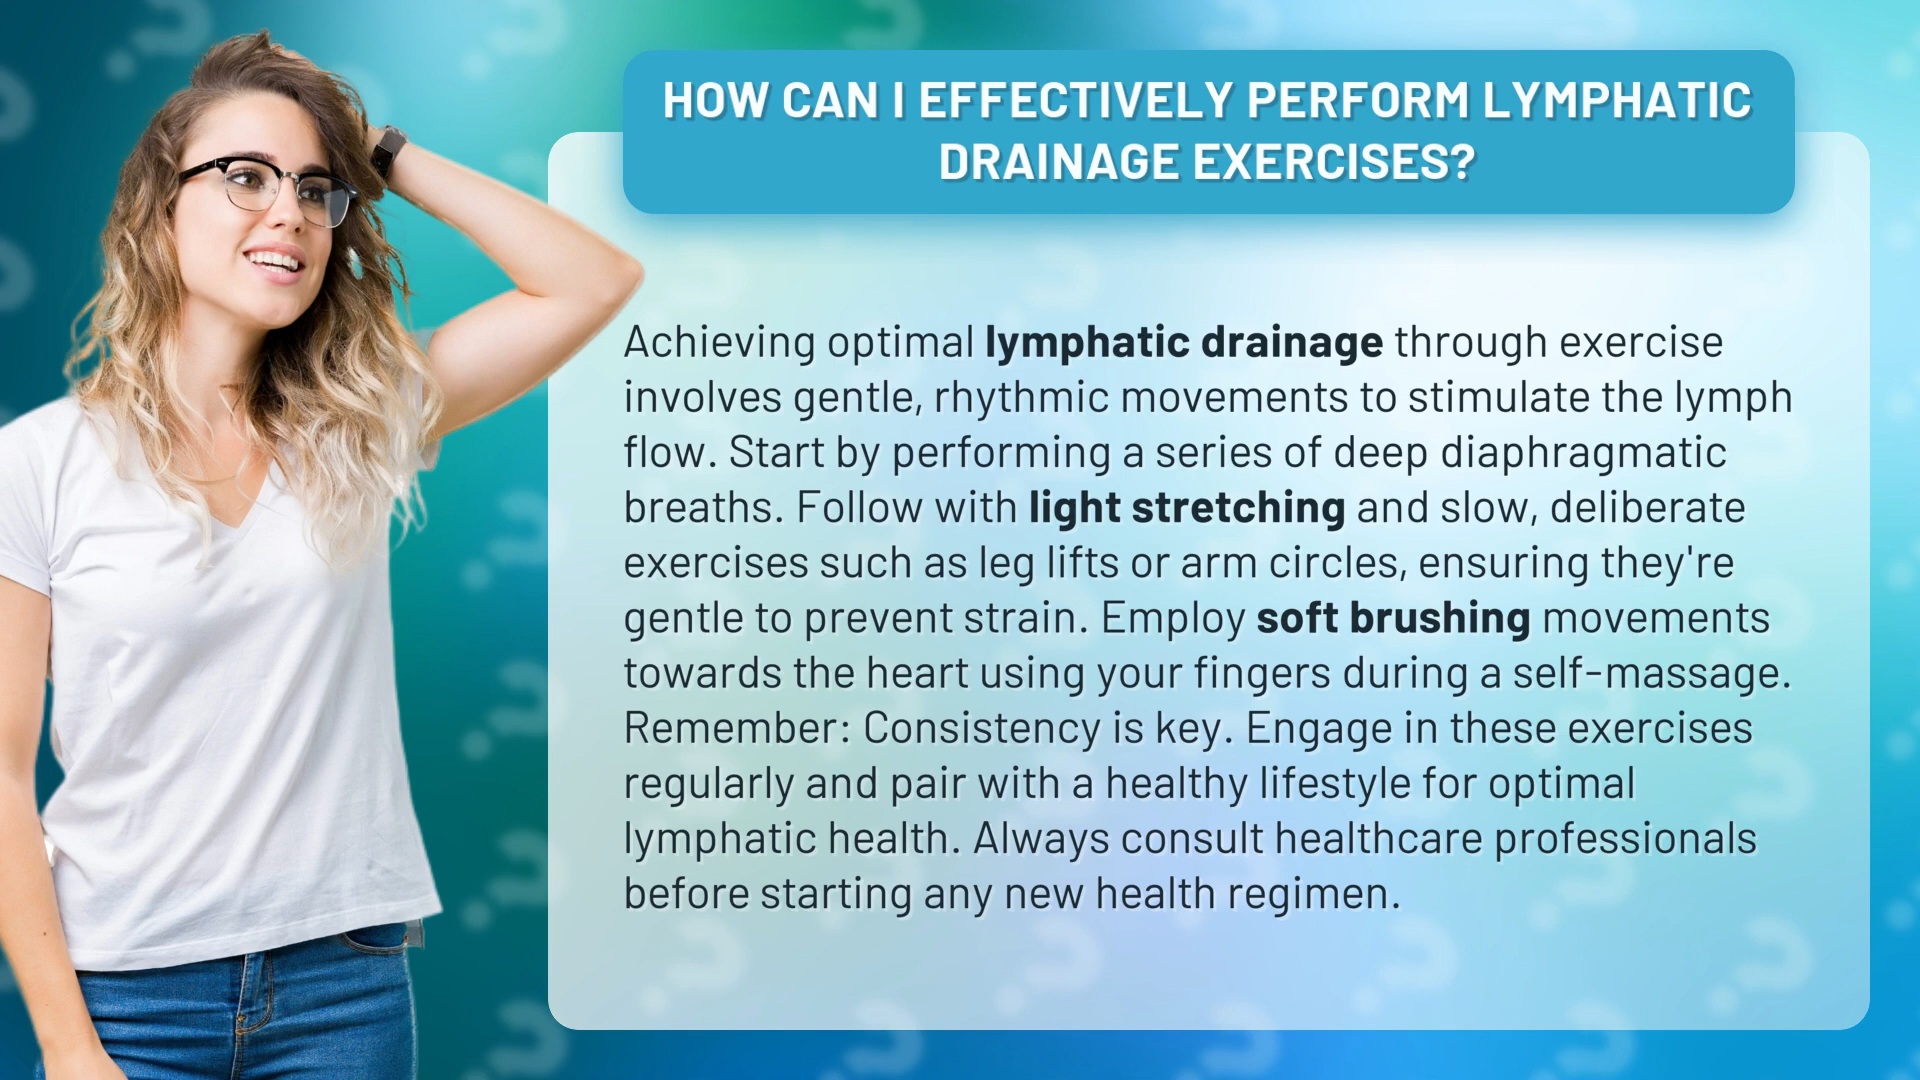 HOW CAN I EFFECTIVELY PERFORM LYMPHATIC
DRAINAGE EXERCISES?
Achieving optimal lymphatic drainage through exercise
involves gentle, rhythmic movements to stimulate the lymph
flow. Start by performing a series of deep diaphragmatic
breaths. Follow with light stretching and slow, deliberate
exercises such as leg lifts or arm circles, ensuring they're
gentle to prevent strain. Employ soft brushing movements
towards the heart using your fingers during a self-massage.
Remember: Consistency is key. Engage in these exercises
regularly and pair with a healthy lifestyle for optimal
lymphatic health. Always consult healthcare professionals
before starting any new health regimen.